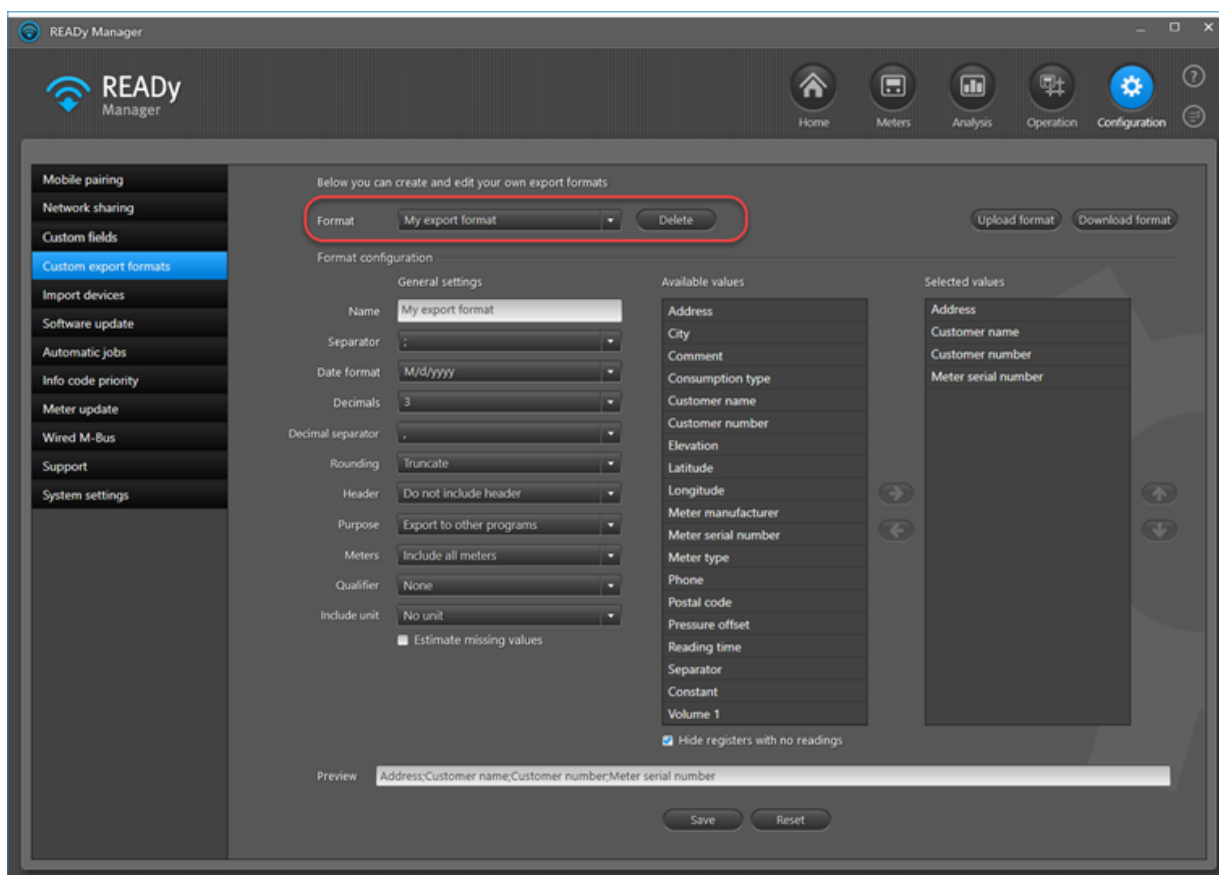 READy Manager
READy
Manager
Home
Meters
Analysis
Operation
Configuration
Mobile pairing
Network sharing
Custom fields
Custom export formats
Import devices
Software update
Automatic jobs
Info code priority
Meter update
Wired M-Bus
Support
System settings
Below you can create and edit your own export formats
Format My export format Delete Upload format Download format
Format configuration
General settings
Name My export format
Separator ;
Date format M/d/yyyy
Decimals 3
Decimal separator ,
Rounding Truncate
Header Do not include header
Purpose Export to other programs
Meters Include all meters
Qualifier None
Include unit No unit
Estimate missing values
Available values
Address
City
Comment
Consumption type
Customer name
Customer number
Elevation
Latitude
Longitude
Meter manufacturer
Meter serial number
Meter type
Phone
Postal code
Pressure offset
Reading time
Separator
Constant
Volume 1
Hide registers with no readings
Selected values
Address
Customer name
Customer number
Meter serial number
Preview Address;Customer name;Customer number;Meter serial number
Save Reset